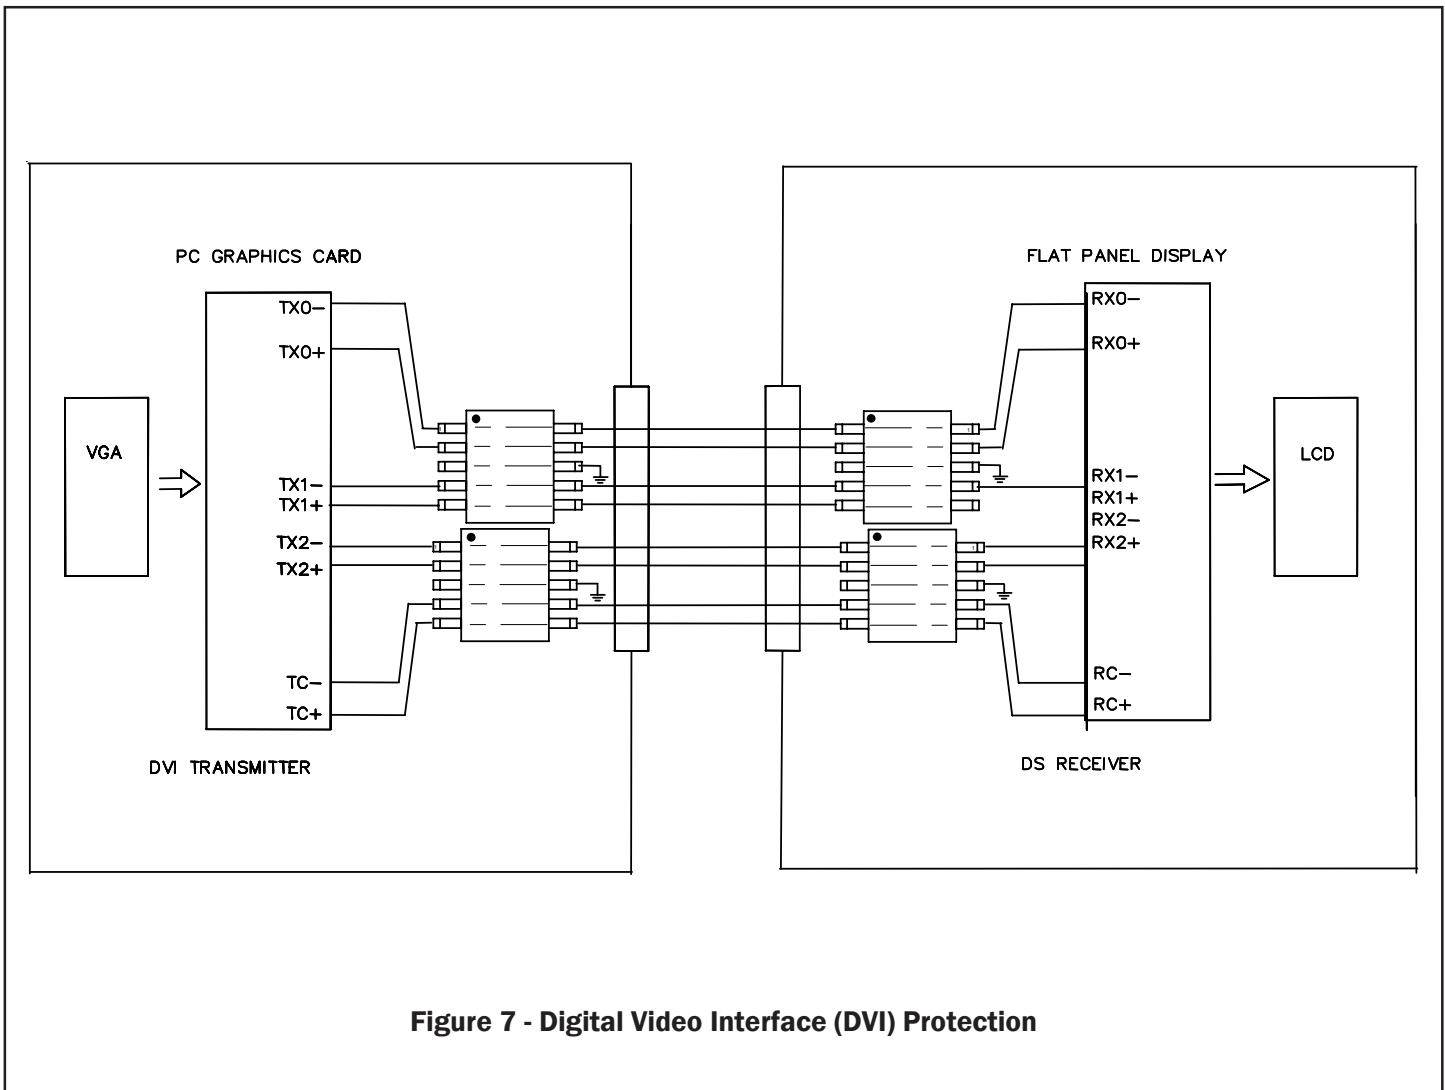 PC GRAPHICS CARD
TX0-
TX0+
VGA
TX1-
TX1+
TX2-
TX2+
TC-
TC+
DVI TRANSMITTER
FLAT PANEL DISPLAY
RX0-
RX0+
RX1-
RX1+
RX2-
RX2+
LCD
RC-
RC+
DS RECEIVER
Figure 7 - Digital Video Interface (DVI) Protection